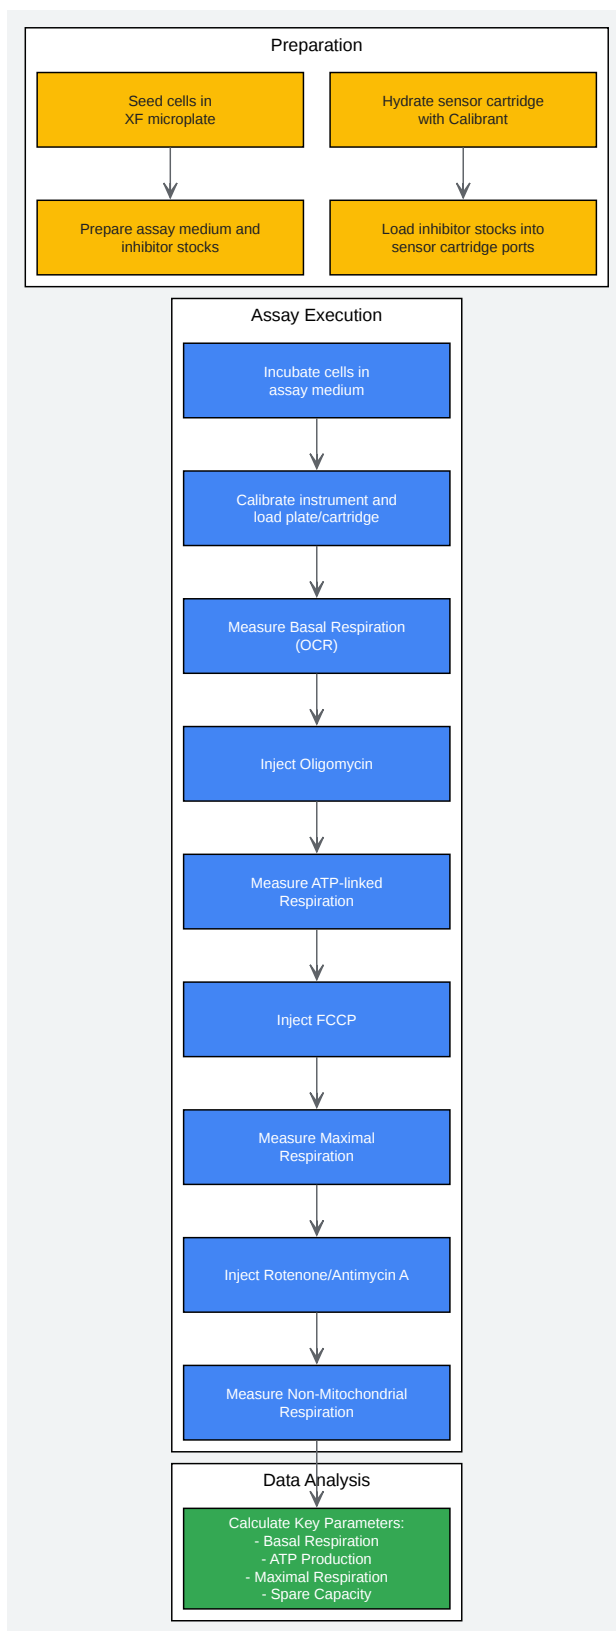 Preparation
Seed cells in
XF microplate
Hydrate sensor cartridge
with Calibrant
Prepare assay medium and
inhibitor stocks
Load inhibitor stocks into
sensor cartridge ports
Assay Execution
Incubate cells in
assay medium
Calibrate instrument and
load plate/cartridge
Measure Basal Respiration
(OCR)
Inject Oligomycin
Measure ATP-linked
Respiration
Inject FCCP
Measure Maximal
Respiration
Inject Rotenone/Antimycin A
Measure Non-Mitochondrial
Respiration
Data Analysis
Calculate Key Parameters:
- Basal Respiration
- ATP Production
- Maximal Respiration
- Spare Capacity